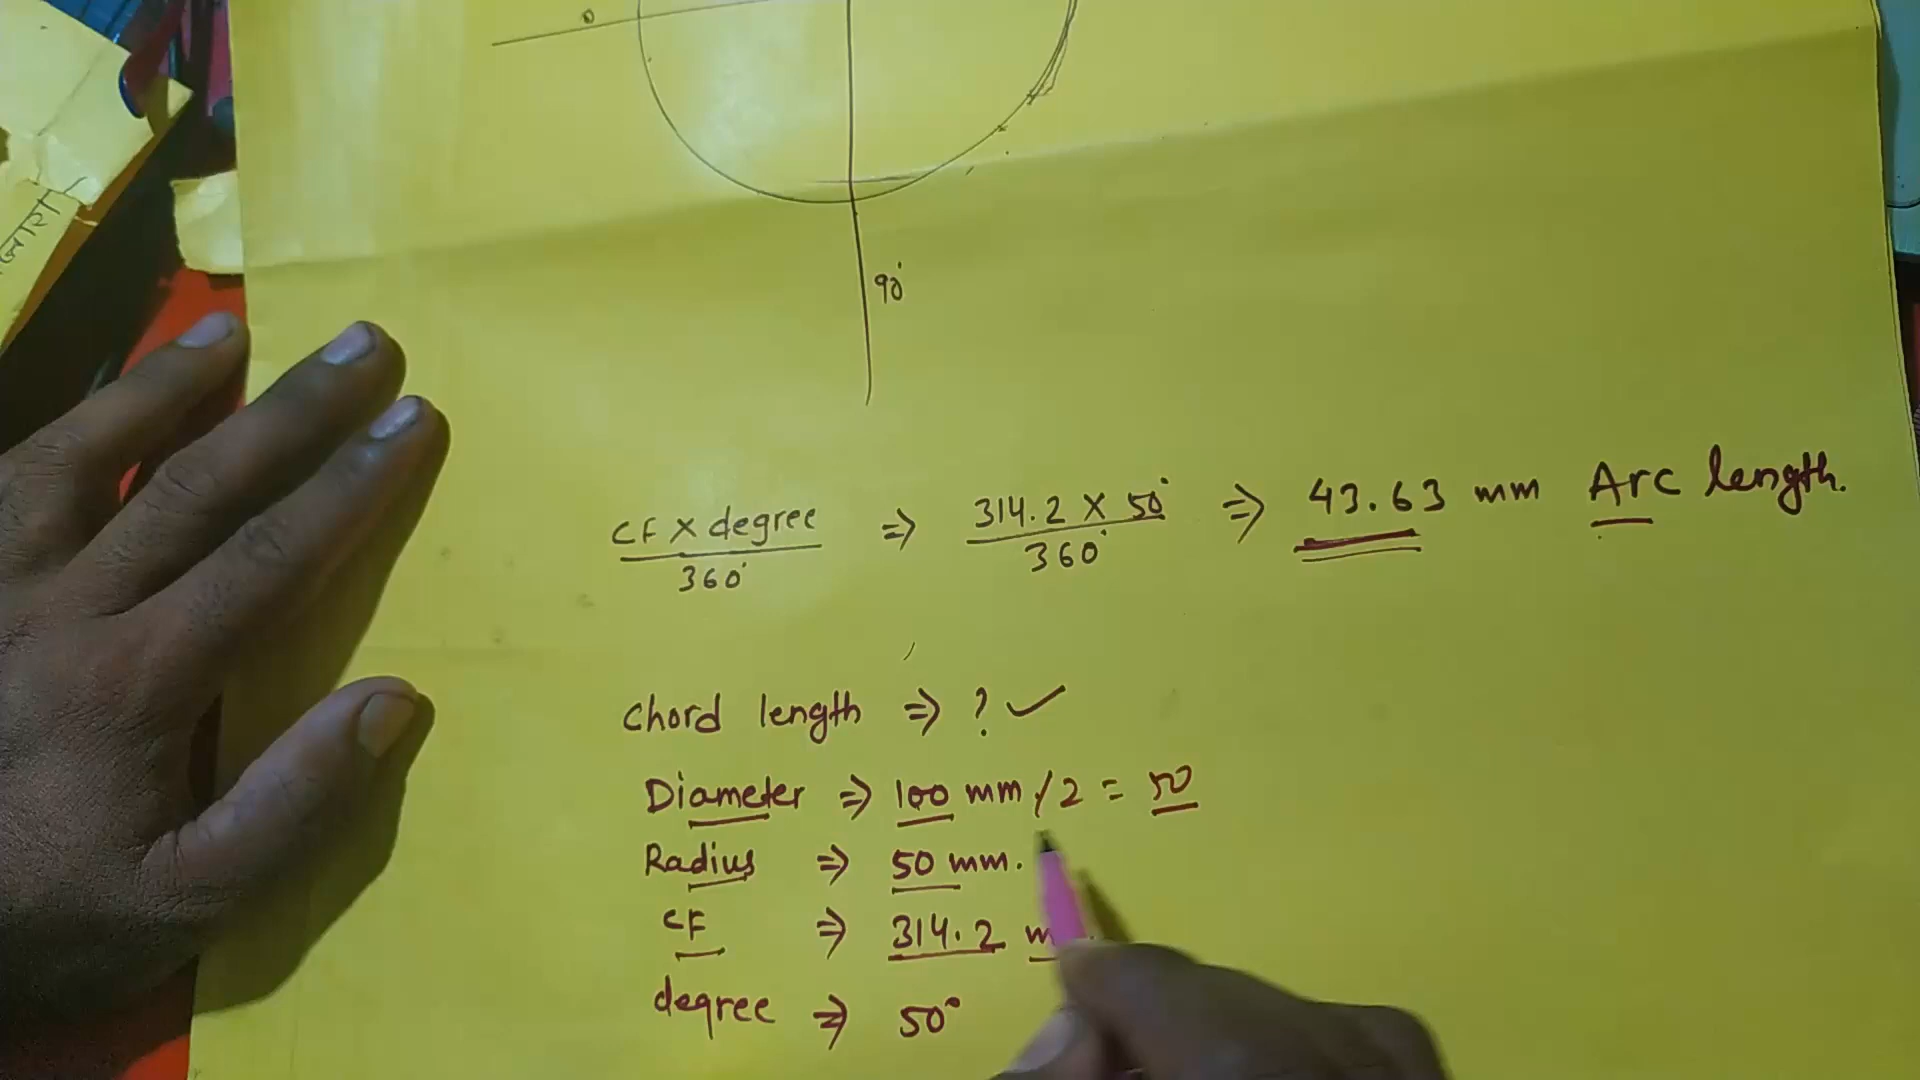 0
90°
CF X degree / 360° ⇒ 314.2 X 50° / 360° ⇒ 43.63 mm Arc length.
Chord length ⇒ ? ✓
Diameter ⇒ 100 mm / 2 = 50
Radius ⇒ 50 mm.
CF ⇒ 314.2
degree ⇒ 50°